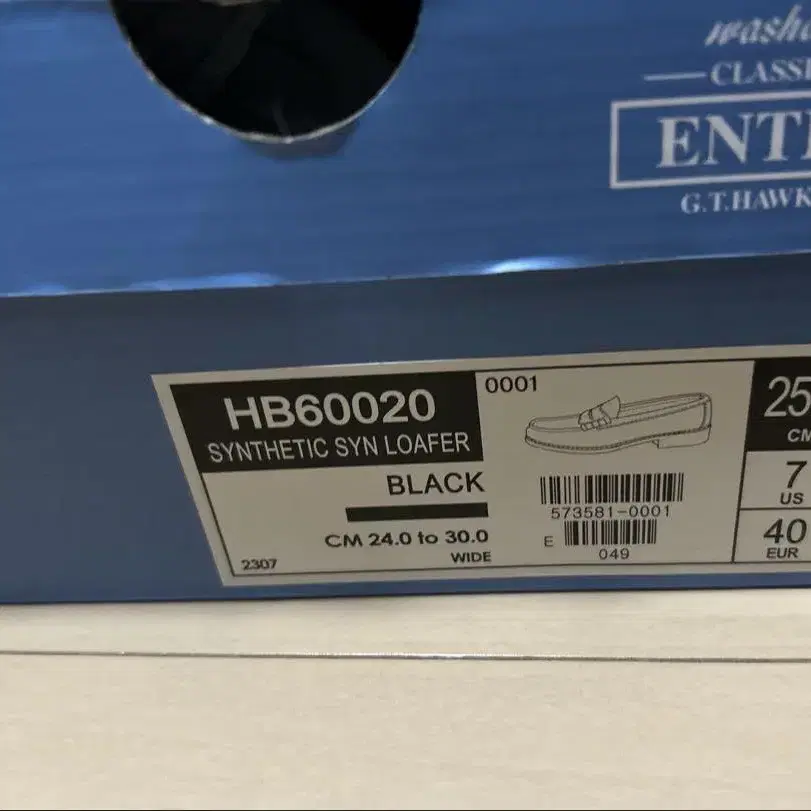 CLASSI
ENT
G.T.HAWK
HB60020
SYNTHETIC SYN LOAFER
BLACK
CM 24.0 to 30.0
WIDE
2307
0001
573581-0001
E
049
25
CM
7
US
40
EUR